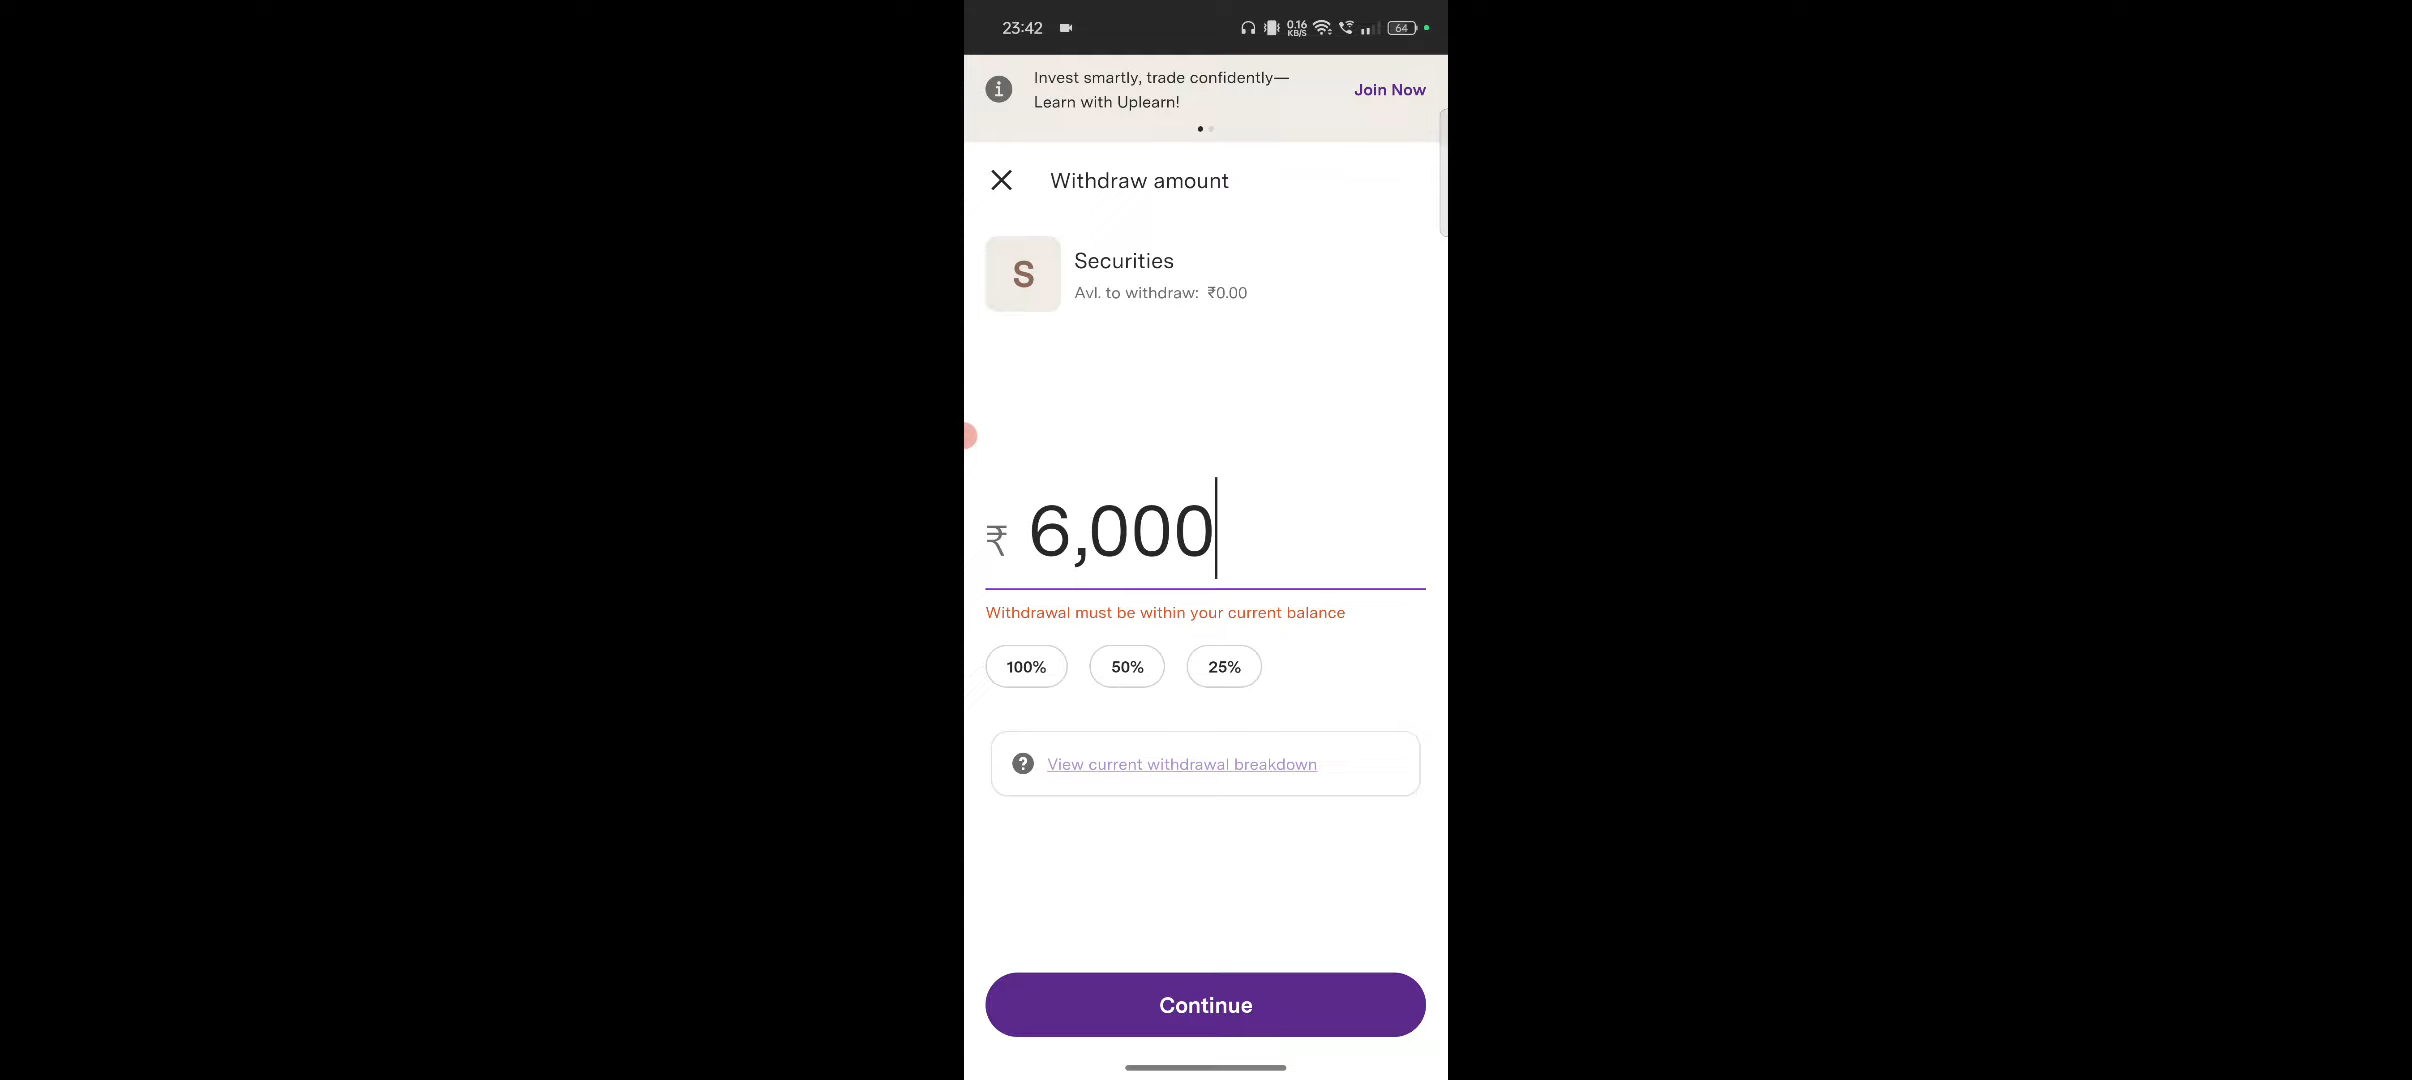 23:42
0.16
KB/S
64
Invest smartly, trade confidently—
Learn with Uplearn!
Join Now
Withdraw amount
S
Securities
Avl. to withdraw: ₹0.00
₹ 6,000
Withdrawal must be within your current balance
100% 50% 25%
View current withdrawal breakdown
Continue